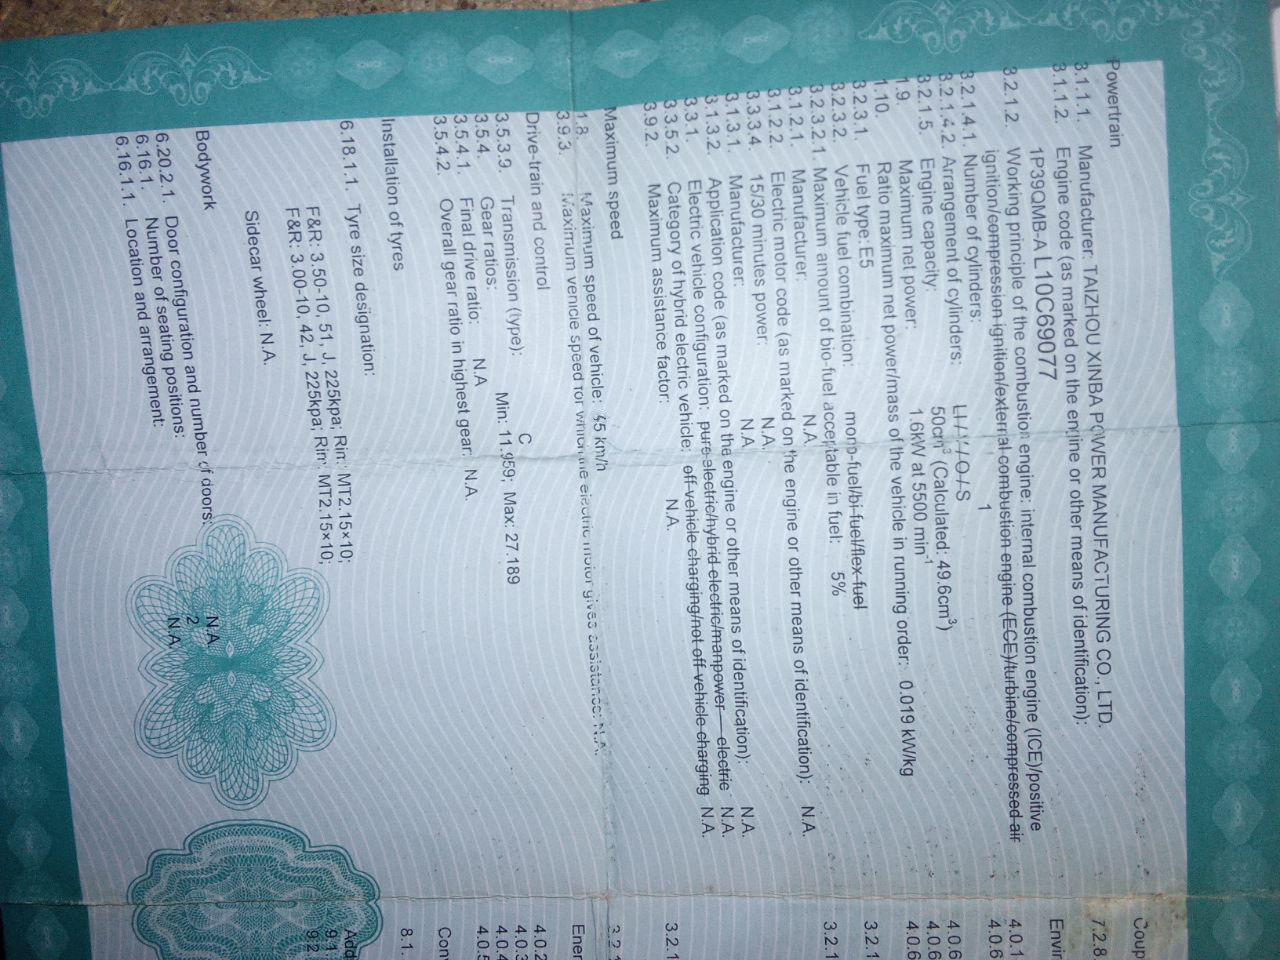 Powertrain
3.1.1.1. Manufacturer: TAIZHOU XINBA POWER MANUFACTURING CO., LTD.
3.1.1.2. Engine code (as marked on the engine or other means of identification):
1P39QMB-A L10C69077
3.2.1.2. Working principle of the combustion engine: internal combustion engine (ICE)/positive
ignition/compression ignition/external combustion engine (ECE)/turbine/compressed air
3.2.1.4.1. Number of cylinders: 1
3.2.1.4.2. Arrangement of cylinders: LI / V / O / S
3.2.1.5. Engine capacity: 50cm³ (Calculated: 49.6cm³)
1.9. Maximum net power: 1.6kW at 5500 min⁻¹
1.10. Ratio maximum net power/mass of the vehicle in running order: 0.019 kW/kg
3.2.3.1 Fuel type: E5
3.2.3.2. Vehicle fuel combination: mono-fuel/bi-fuel/flex-fuel
3.2.3.2.1 Maximum amount of bio-fuel acceptable in fuel: 5%
3.1.2.1. Manufacturer: N.A.
3.1.2.2. Electric motor code (as marked on the engine or other means of identification): N.A.
3.3.3.4. 15/30 minutes power: N.A.
3.1.3.1. Manufacturer: N.A.
3.1.3.2. Application code (as marked on the engine or other means of identification): N.A.
3.3.1. Electric vehicle configuration: pure electric/hybrid electric/manpower — electric N.A.
3.3.5.2. Category of hybrid electric vehicle: off-vehicle charging/not off-vehicle charging N.A.
3.9.2. Maximum assistance factor: N.A.
Maximum speed
1.8. Maximum speed of vehicle: 45 km/h
3.9.3. Maximum vehicle speed for which the electric motor gives assistance: N.A.
Drive-train and control
3.5.3.9. Transmission (type): C
3.5.4. Gear ratios: Min: 11.959; Max: 27.189
3.5.4.1. Final drive ratio: N.A
3.5.4.2. Overall gear ratio in highest gear: N.A.
Installation of tyres
6.18.1.1. Tyre size designation:
F&R: 3.50-10, 51, J, 225kpa; Rim: MT2.15×10;
F&R: 3.00-10, 42, J, 225kpa; Rim: MT2.15×10;
Sidecar wheel: N.A.
Bodywork
6.20.2.1. Door configuration and number of doors: N.A.
6.16.1. Number of seating positions: 2
6.16.1.1. Location and arrangement: N.A.
Coup
7.2.8
Envir
4.0.1
4.0.6
4.0.6
4.0.6
4.0.6
3.2.1
3.2.1
3.2.1
Ener
4.0.2
4.0.3
4.0.4
4.0.5
Con
8.1.
Add
9.1
9.2